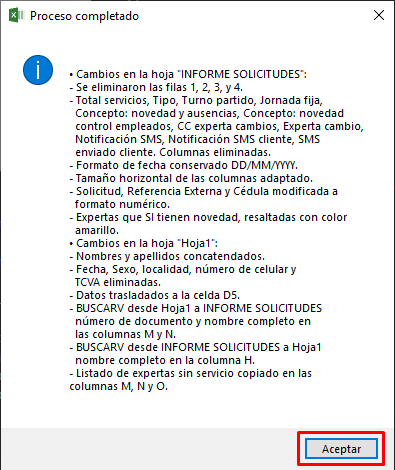 Proceso completado
• Cambios en la hoja "INFORME SOLICITUDES":
- Se eliminaron las filas 1, 2, 3, y 4.
- Total servicios, Tipo, Turno partido, Jornada fija,
Concepto: novedad y ausencias, Concepto: novedad
control empleados, CC experta cambios, Experta cambio,
Notificación SMS, Notificación SMS cliente, SMS
enviado cliente. Columnas eliminadas.
- Formato de fecha conservado DD/MM/YYYY.
- Tamaño horizontal de las columnas adaptado.
- Solicitud, Referencia Externa y Cédula modificada a
formato numérico.
- Expertas que SI tienen novedad, resaltadas con color
amarillo.
• Cambios en la hoja "Hoja1":
- Nombres y apellidos concatendados.
- Fecha, Sexo, localidad, número de celular y
TCVA eliminadas.
- Datos trasladados a la celda D5.
- BUSCARV desde Hoja1 a INFORME SOLICITUDES
número de documento y nombre completo en
las columnas M y N.
- BUSCARV desde INFORME SOLICITUDES a Hoja1
nombre completo en la columna H.
- Listado de expertas sin servicio copiado en las
columnas M, N y O.
Aceptar